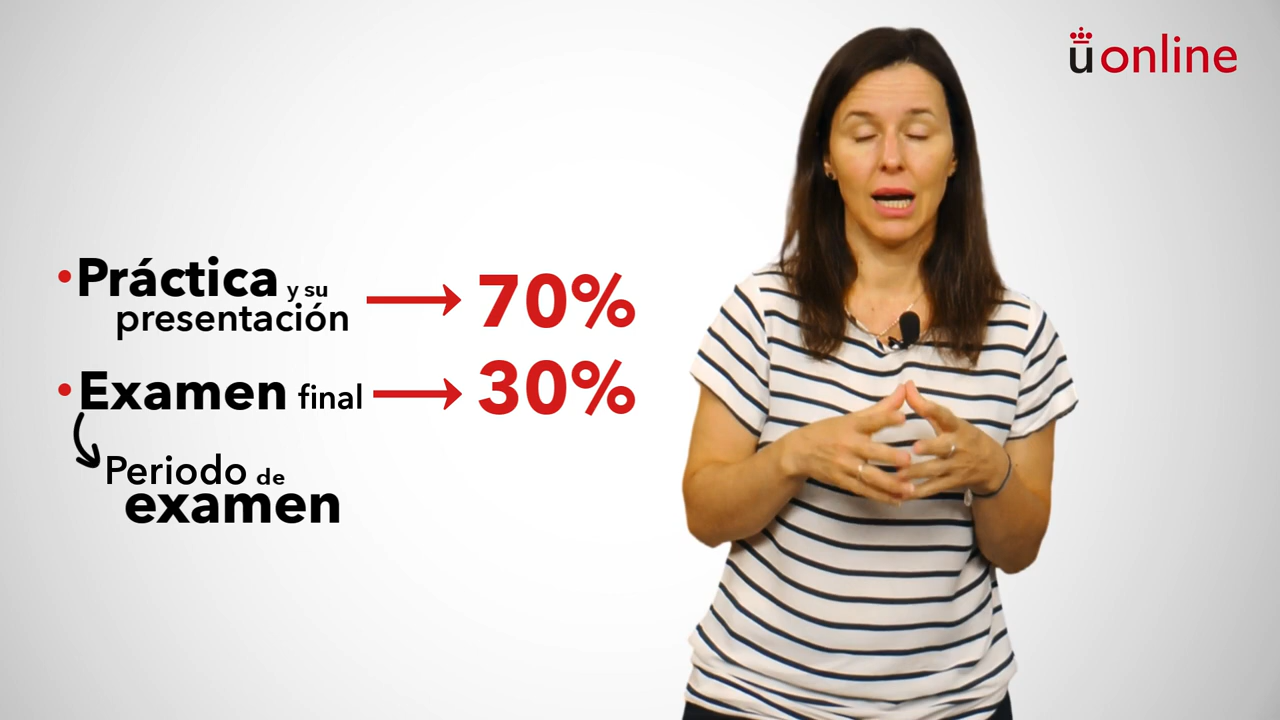 ü online
•Práctica y su
presentación
70%
•Examen final
30%
Periodo de
examen